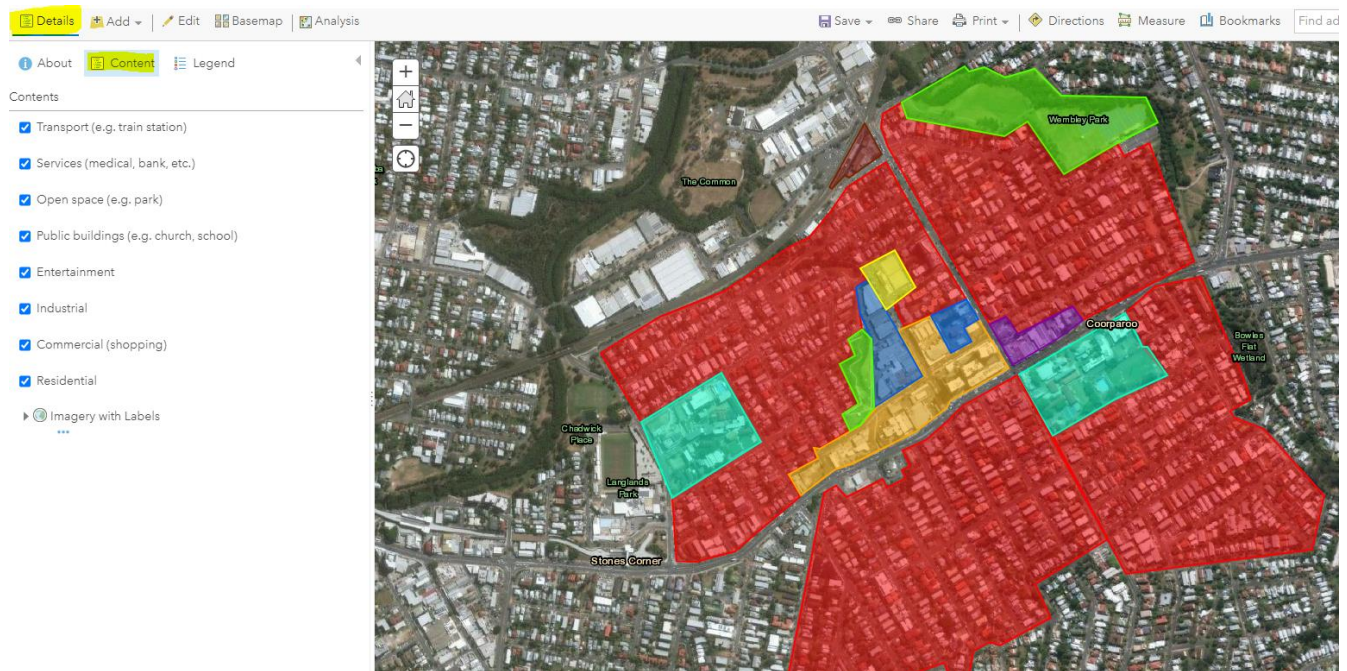 Details Add Edit Basemap Analysis Save Share Print Directions Measure Bookmarks Find ad
About Content Legend
Contents
Transport (e.g. train station)
Services (medical, bank, etc.)
Open space (e.g. park)
Public buildings (e.g. church, school)
Entertainment
Industrial
Commercial (shopping)
Residential
Imagery with Labels
Wembley Park
The Common
Coorparoo
Bowies
Flat
Wetland
Chadwick
Place
Langlands
Park
Stones Corner